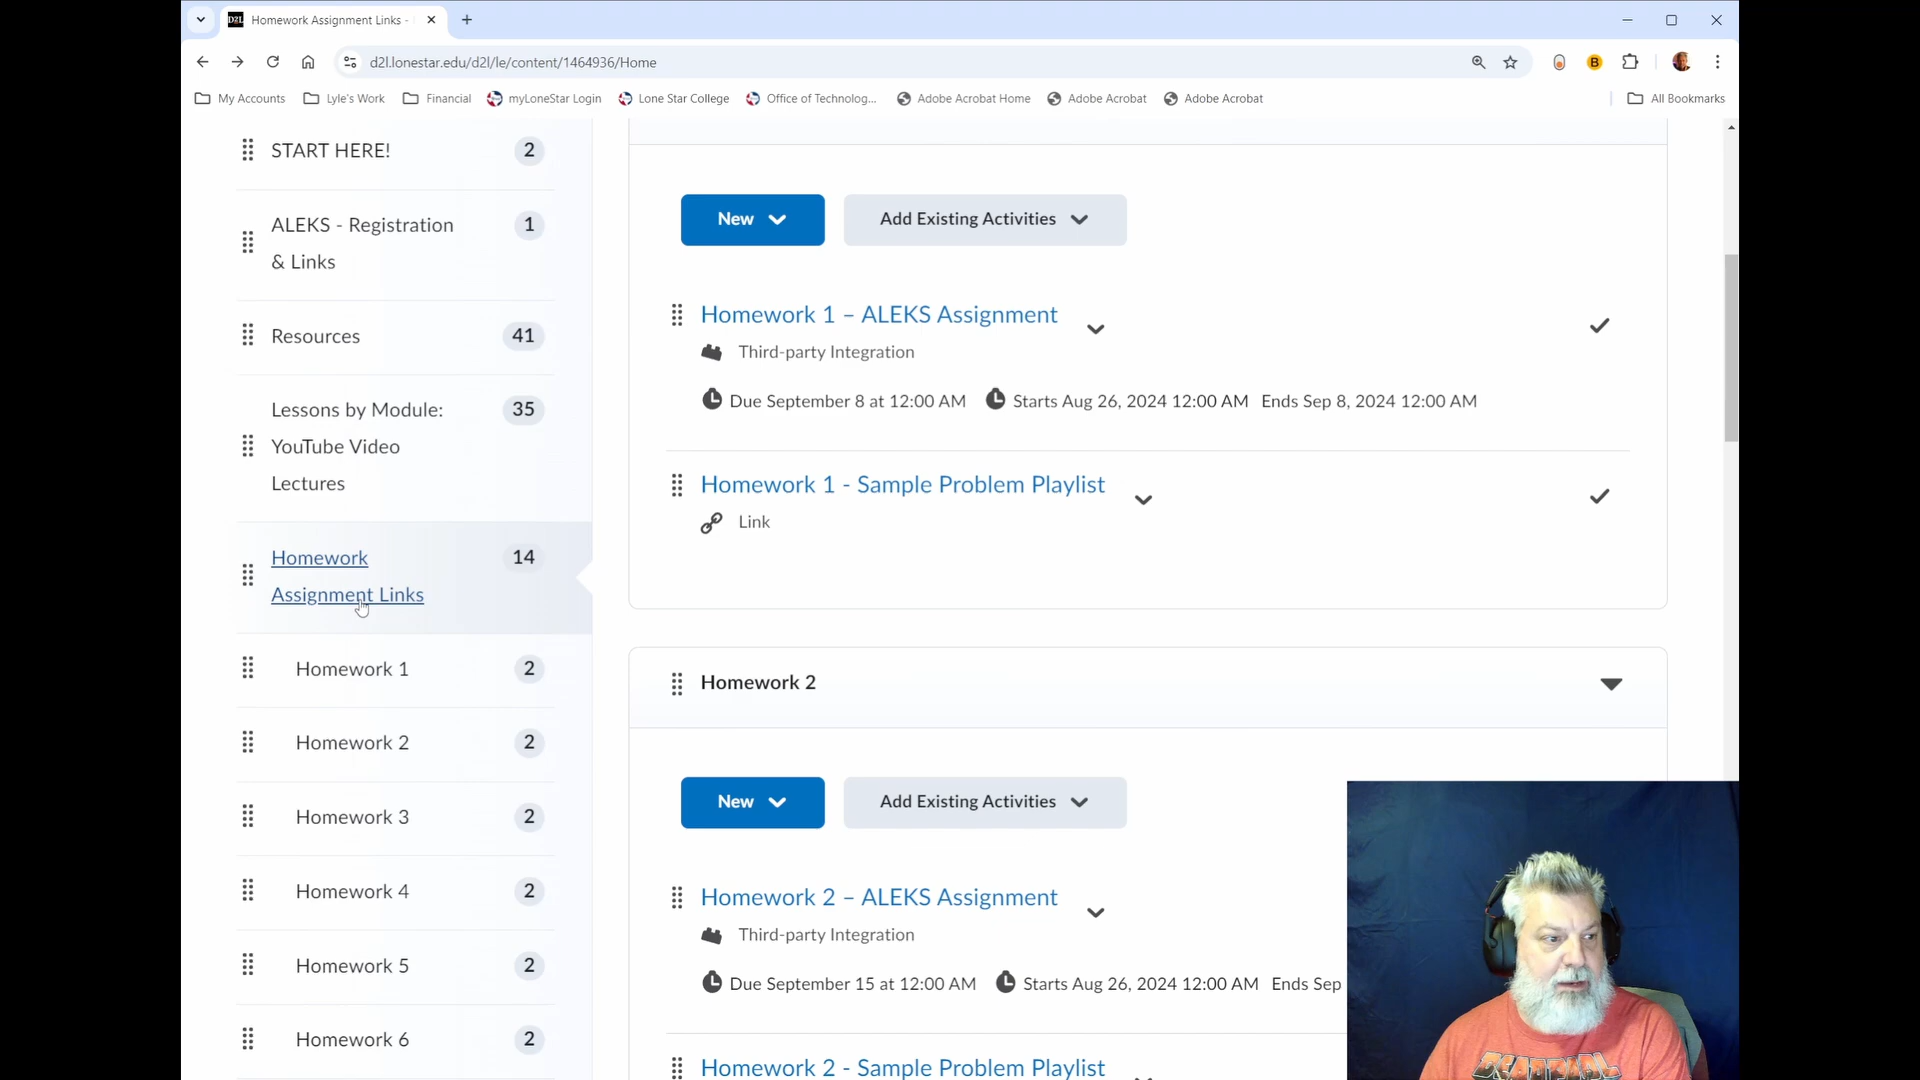 D2L Homework Assignment Links -
d2l.lonestar.edu/d2l/le/content/1464936/Home
B
My Accounts Lyle's Work Financial myLoneStar Login Lone Star College Office of Technolog... Adobe Acrobat Home Adobe Acrobat Adobe Acrobat All Bookmarks
START HERE! 2
ALEKS - Registration 1
& Links
Resources 41
Lessons by Module: 35
YouTube Video
Lectures
Homework 14
Assignment Links
Homework 1 2
Homework 2 2
Homework 3 2
Homework 4 2
Homework 5 2
Homework 6 2
New Add Existing Activities
Homework 1 – ALEKS Assignment
Third-party Integration
Due September 8 at 12:00 AM Starts Aug 26, 2024 12:00 AM Ends Sep 8, 2024 12:00 AM
Homework 1 - Sample Problem Playlist
Link
Homework 2
New Add Existing Activities
Homework 2 – ALEKS Assignment
Third-party Integration
Due September 15 at 12:00 AM Starts Aug 26, 2024 12:00 AM Ends Sep
Homework 2 - Sample Problem Playlist
DEADPOOL